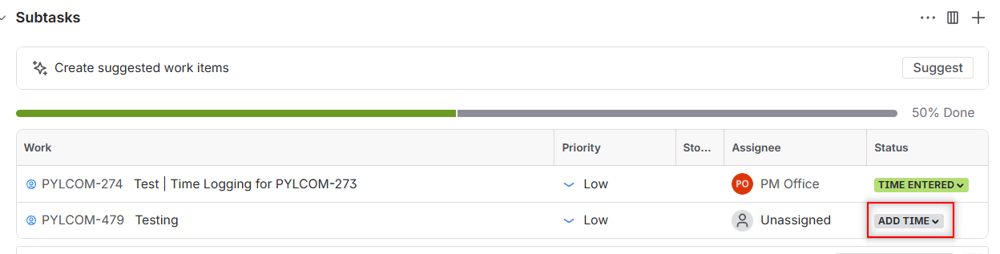 Subtasks
Create suggested work items
Suggest
50% Done
Work Priority Sto... Assignee Status
PYLCOM-274 Test | Time Logging for PYLCOM-273 Low PO PM Office TIME ENTERED
PYLCOM-479 Testing Low Unassigned ADD TIME